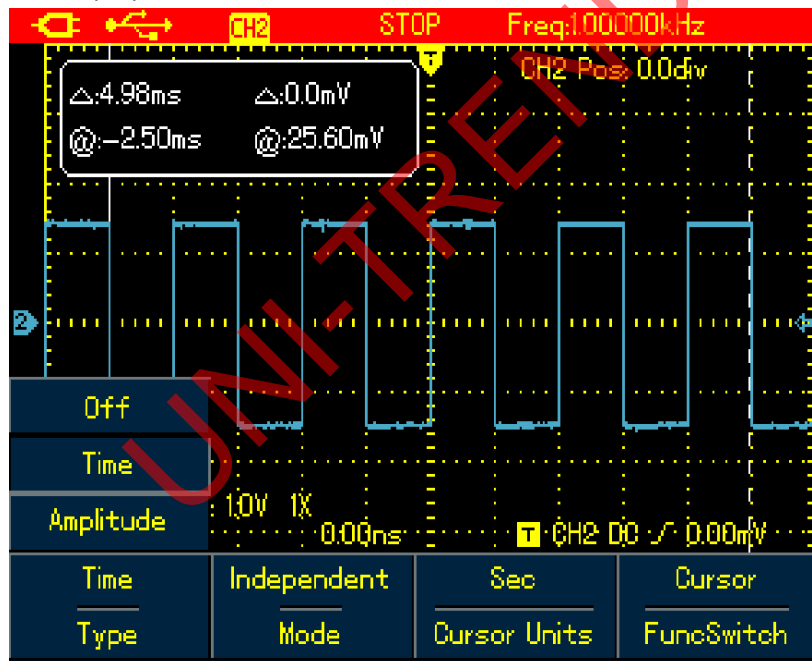 CH2 STOP Freq:1.00000kHz
T
CH2 Pos: 0.0div
△:4.98ms △:0.0mV
@:-2.50ms @:25.60mV
2
Off
Time
Amplitude
1.0V 1X
0.00ns T CH2 DC 0.00mV
Time Independent Sec Cursor
Type Mode Cursor Units FuncSwitch
UNI-TREND